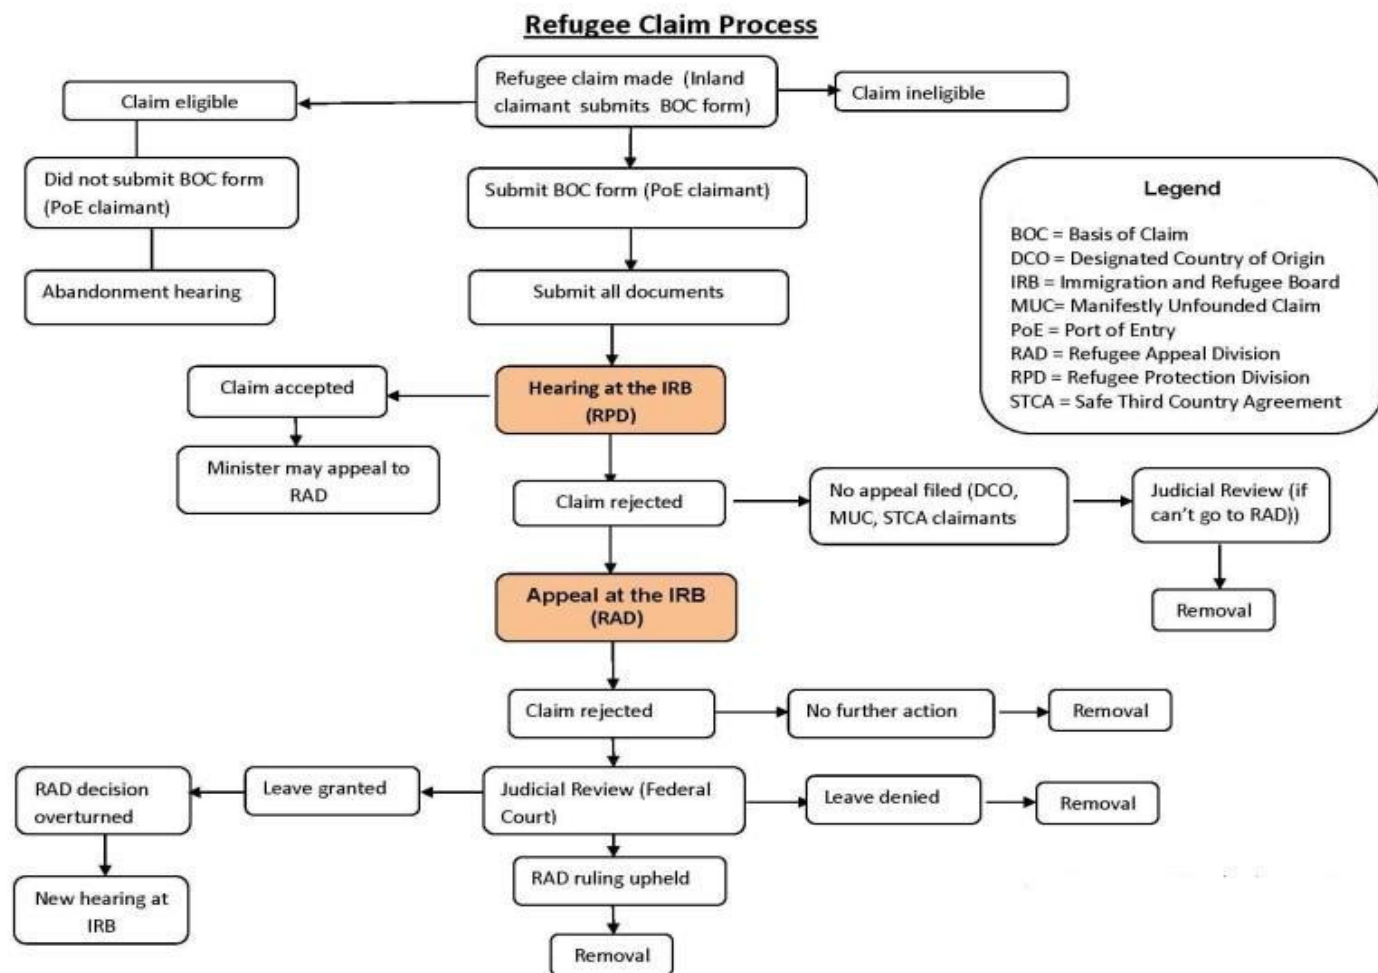 Refugee Claim Process
Refugee claim made (Inland
claimant submits BOC form)
Claim eligible
Claim ineligible
Did not submit BOC form
(PoE claimant)
Submit BOC form (PoE claimant)
Abandonment hearing
Submit all documents
Legend
BOC = Basis of Claim
DCO = Designated Country of Origin
IRB = Immigration and Refugee Board
MUC= Manifestly Unfounded Claim
PoE = Port of Entry
RAD = Refugee Appeal Division
RPD = Refugee Protection Division
STCA = Safe Third Country Agreement
Claim accepted
Hearing at the IRB
(RPD)
Minister may appeal to
RAD
Claim rejected
No appeal filed (DCO,
MUC, STCA claimants
Judicial Review (if
can't go to RAD))
Removal
Appeal at the IRB
(RAD)
Claim rejected
No further action
Removal
RAD decision
overturned
Leave granted
Judicial Review (Federal
Court)
Leave denied
Removal
New hearing at
IRB
RAD ruling upheld
Removal